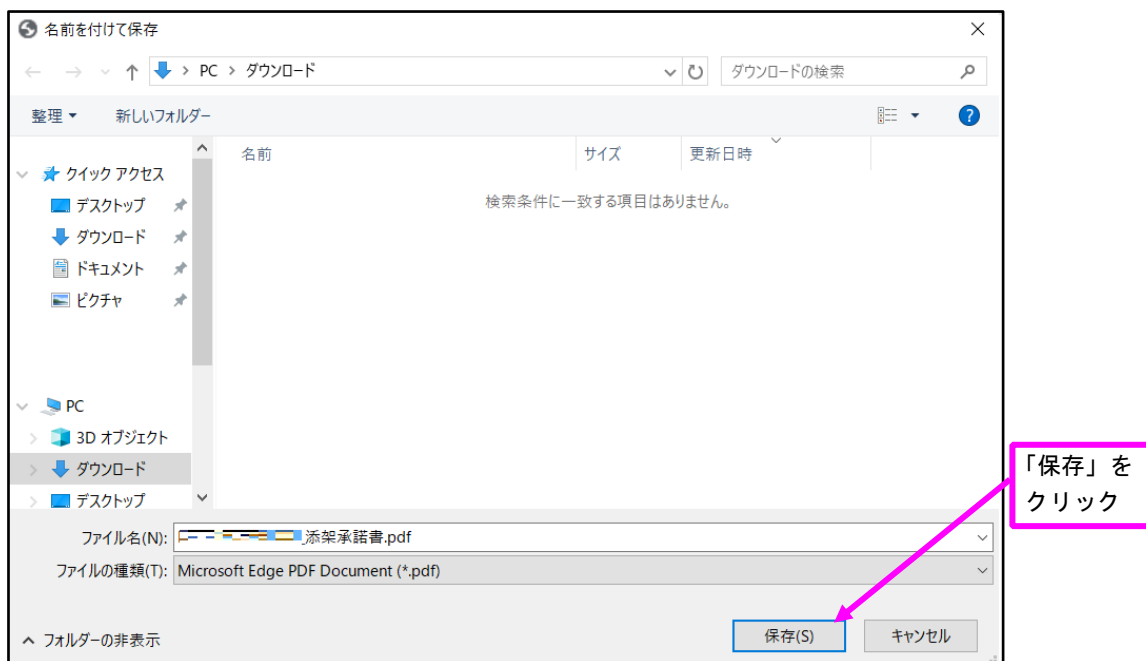 名前を付けて保存
PC > ダウンロード
ダウンロードの検索
整理 新しいフォルダー
名前 サイズ 更新日時
検索条件に一致する項目はありません。
クイック アクセス
デスクトップ
ダウンロード
ドキュメント
ピクチャ
PC
3D オブジェクト
ダウンロード
デスクトップ
「保存」を
クリック
ファイル名(N): _添架承諾書.pdf
ファイルの種類(T): Microsoft Edge PDF Document (*.pdf)
フォルダーの非表示
保存(S) キャンセル